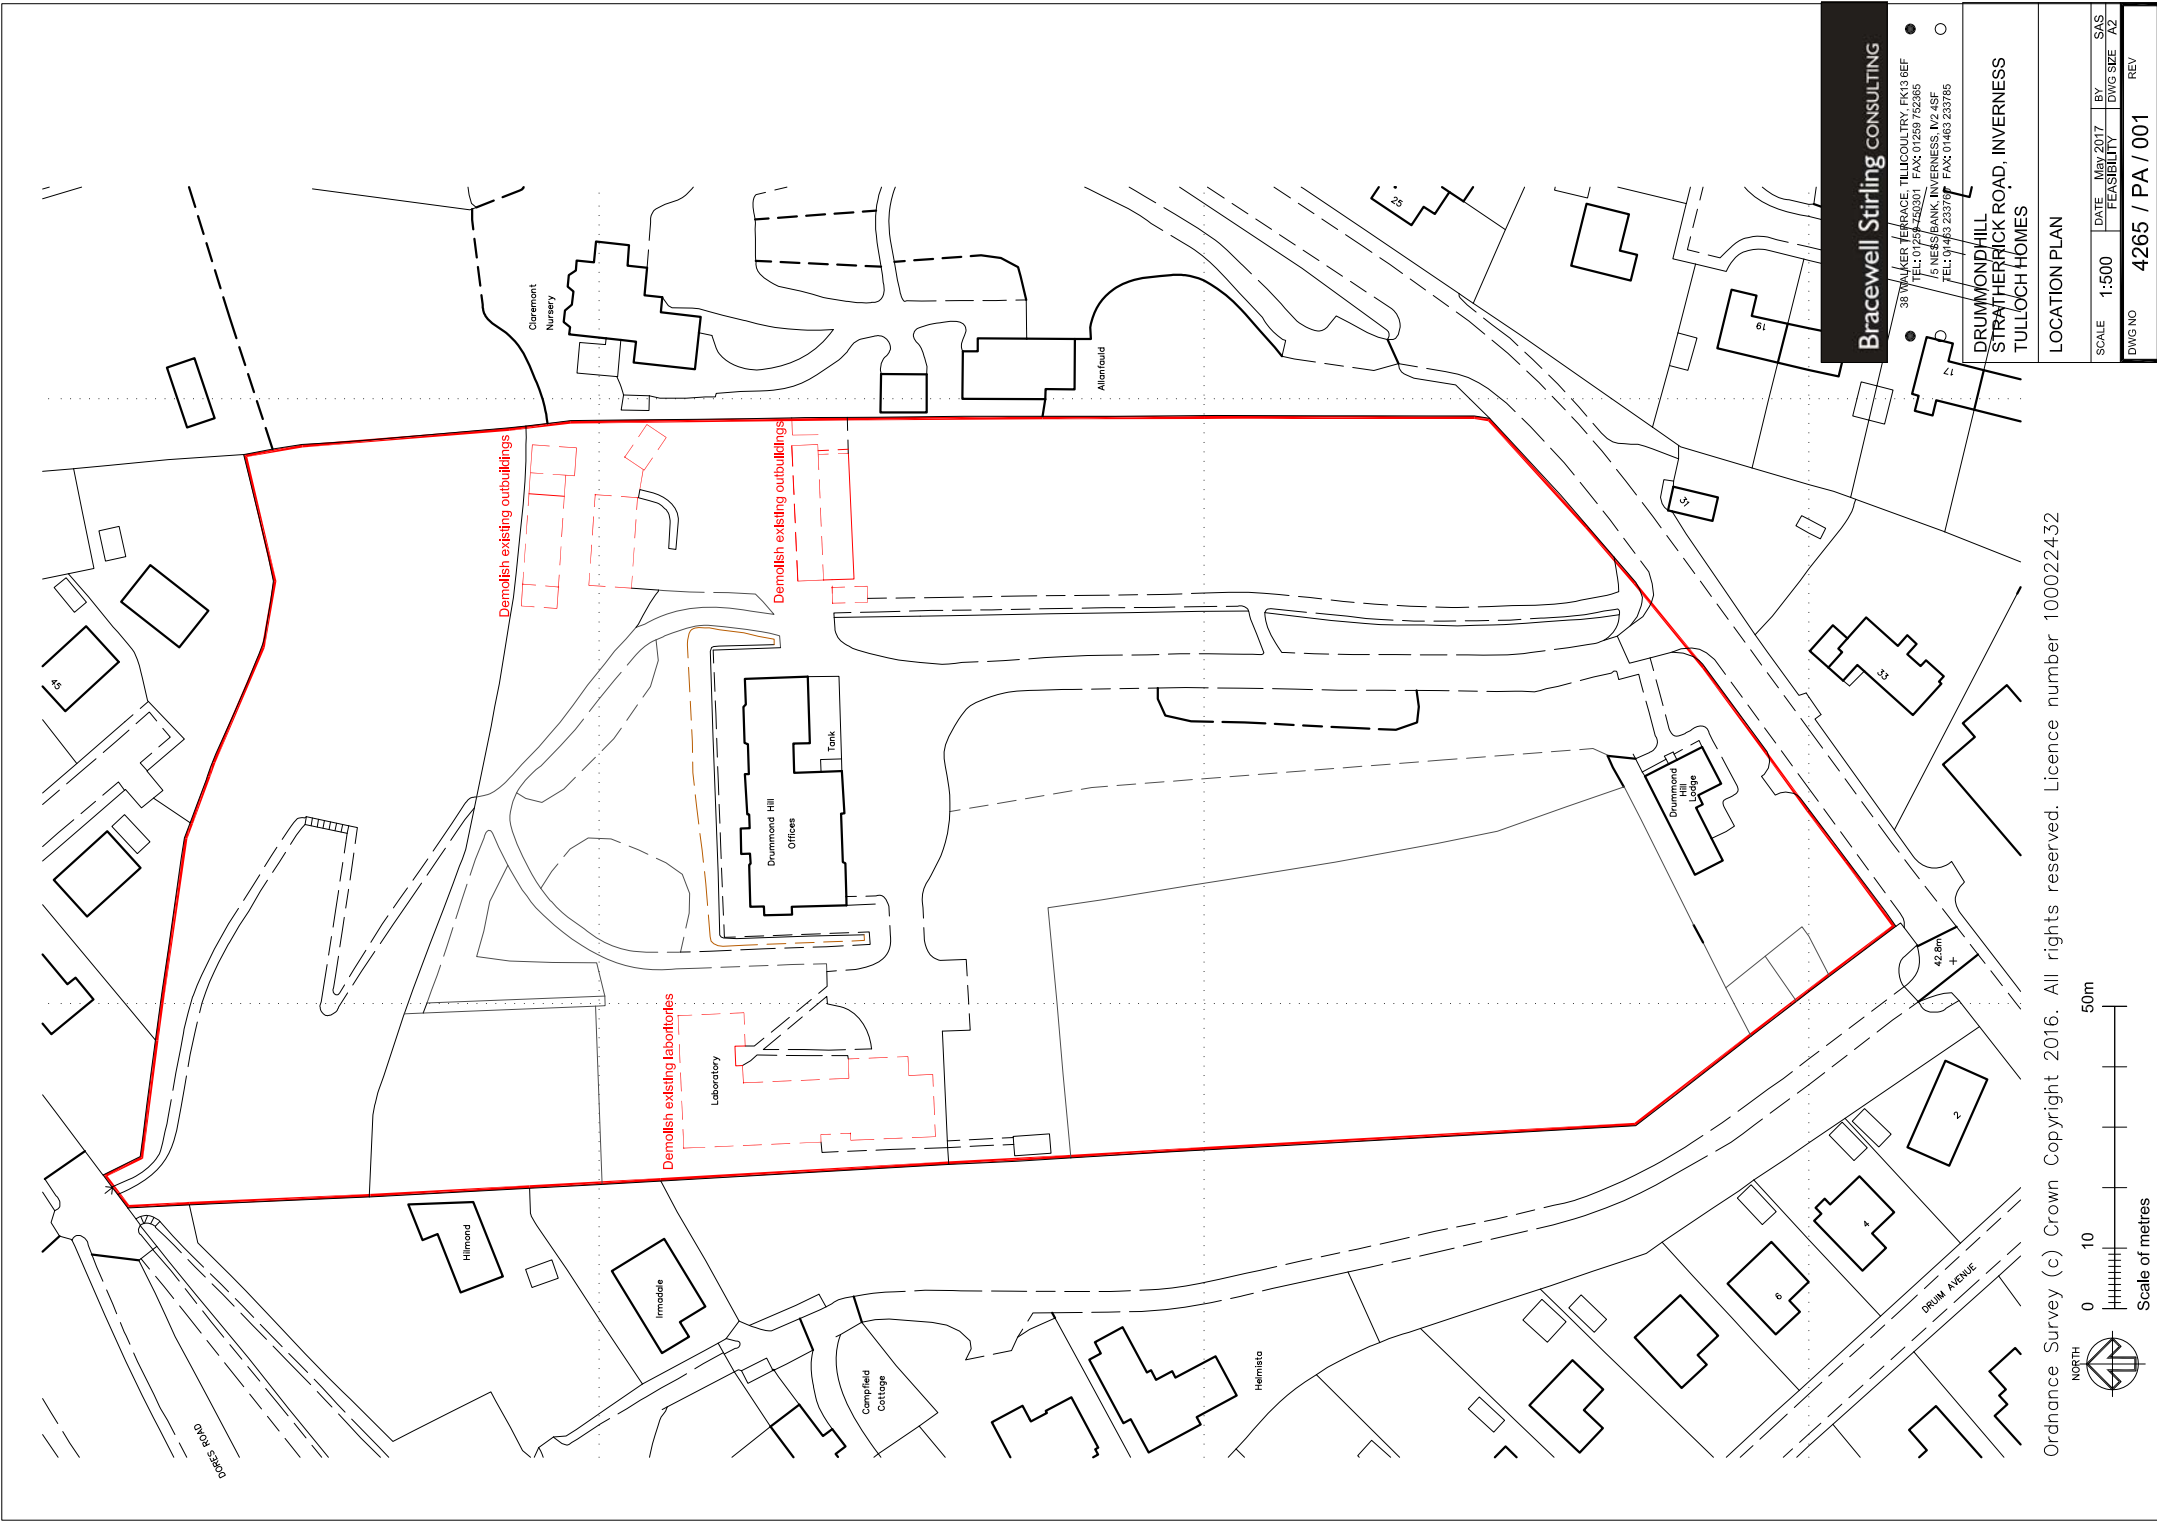 Bracewell Stirling CONSULTING
38 WALKER TERRACE, TILLICOULTRY, FK13 6EF
TEL: 01259 750301 FAX: 01259 752365
5 NESS BANK, INVERNESS, IV2 4SF
TEL: 01463 233760 FAX: 01463 233785
DRUMMONDHILL
STRATHERRICK ROAD, INVERNESS
TULLOCH HOMES
LOCATION PLAN
SCALE 1:500
DATE May 2017
BY SAS
FEASIBILITY
DWG SIZE A2
DWG NO 4265 / PA / 001
REV
Claremont
Nursery
Allanfauld
25
19
17
31
33
45
Demolish existing outbuildings
Demolish existing outbuildings
Drummond Hill
Offices
Tank
Drummond
Hill
Lodge
Demolish existing laboritories
Laboratory
42.8m
+
Hilmond
Irmadale
Campfield
Cottage
Helmista
2
4
6
DRUIM AVENUE
DORES ROAD
Ordnance Survey (c) Crown Copyright 2016. All rights reserved. Licence number 100022432
NORTH
0 10 50m
Scale of metres